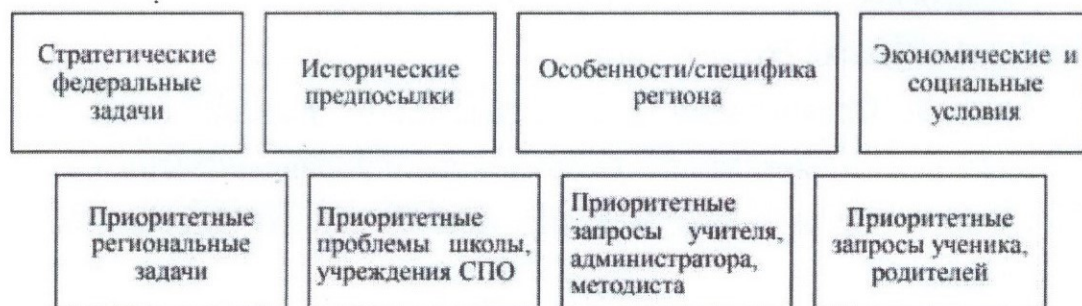 Стратегические
федеральные
задачи
Исторические
предпосылки
Особенности/специфика
региона
Экономические и
социальные
условия
Приоритетные
региональные
задачи
Приоритетные
проблемы школы,
учреждения СПО
Приоритетные
запросы учителя,
администратора,
методиста
Приоритетные
запросы ученика,
родителей